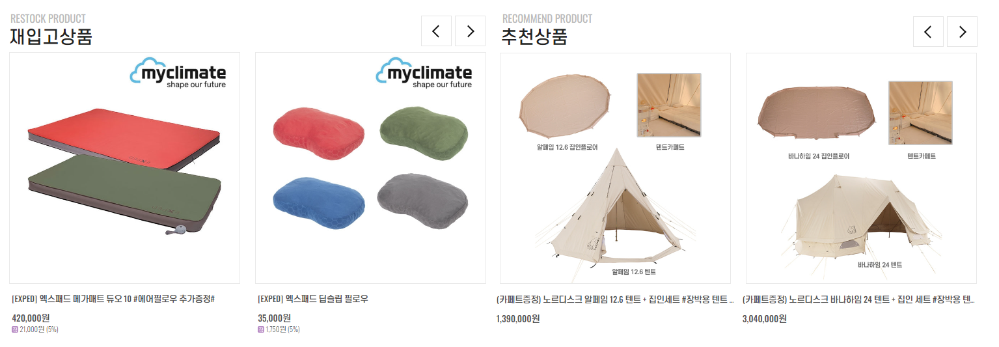 RESTOCK PRODUCT
재입고상품
myclimate
shape our future
[EXPED] 엑스패드 메가매트 듀오 10 #에어필로우 추가증정#
420,000원
적 21,000원 (5%)
myclimate
shape our future
[EXPED] 엑스패드 딥슬립 필로우
35,000원
적 1,750원 (5%)
RECOMMEND PRODUCT
추천상품
알페임 12.6 집인플로어
텐트카페트
알페임 12.6 텐트
(카페트증정) 노르디스크 알페임 12.6 텐트 + 집인세트 #장박용 텐트 ...
1,390,000원
바나하임 24 집인플로어
텐트카페트
바나하임 24 텐트
(카페트증정) 노르디스크 바나하임 24 텐트 + 집인 세트 #장박용 텐...
3,040,000원